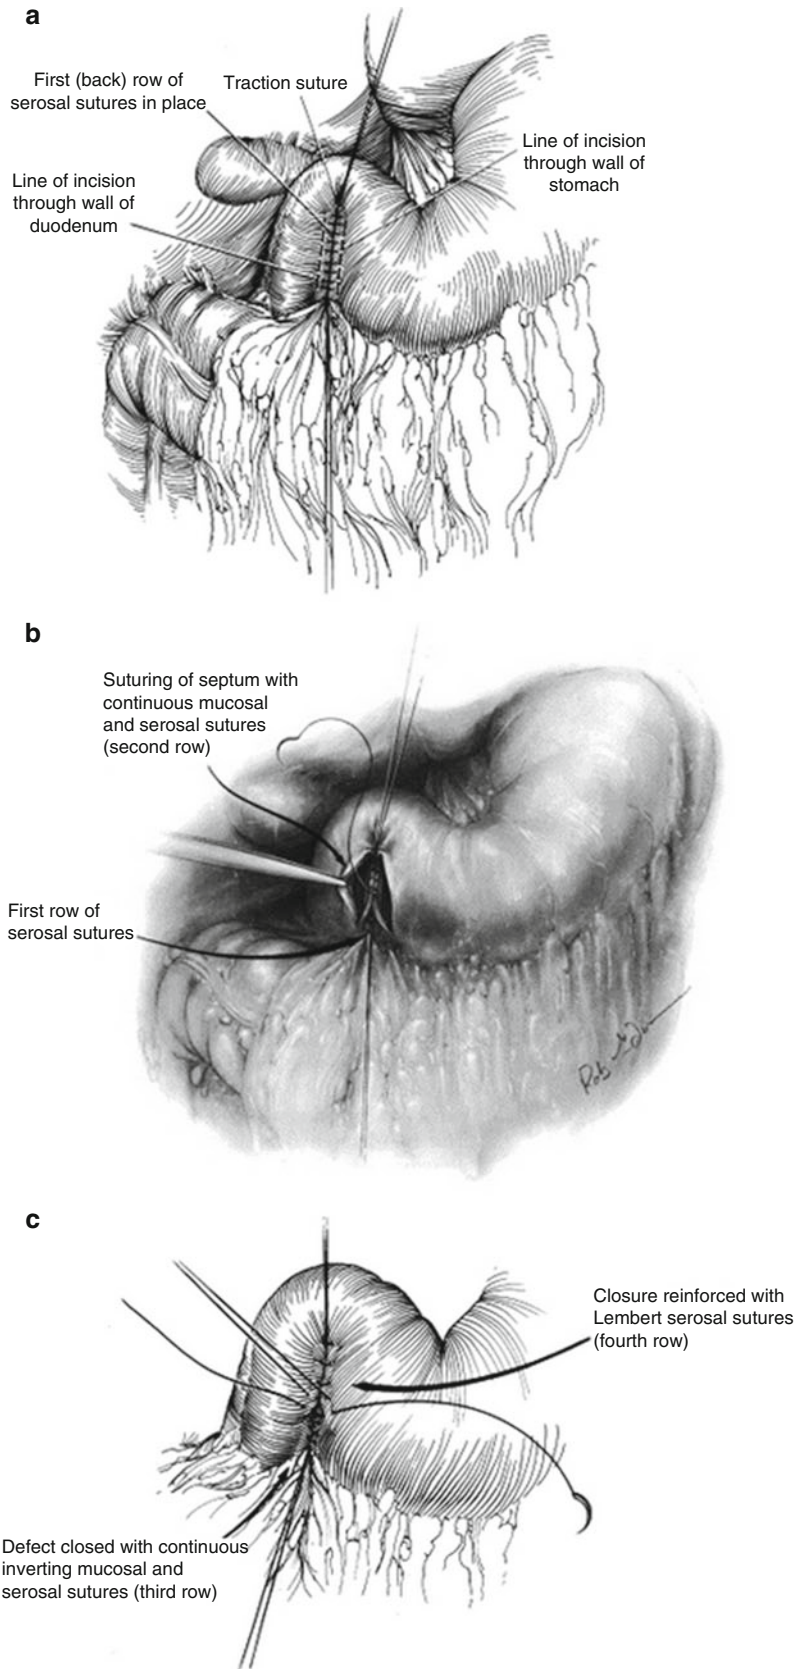 a
First (back) row of
serosal sutures in place
Traction suture
Line of incision
through wall of
stomach
Line of incision
through wall of
duodenum
b
Suturing of septum with
continuous mucosal
and serosal sutures
(second row)
First row of
serosal sutures
c
Closure reinforced with
Lembert serosal sutures
(fourth row)
Defect closed with continuous
inverting mucosal and
serosal sutures (third row)